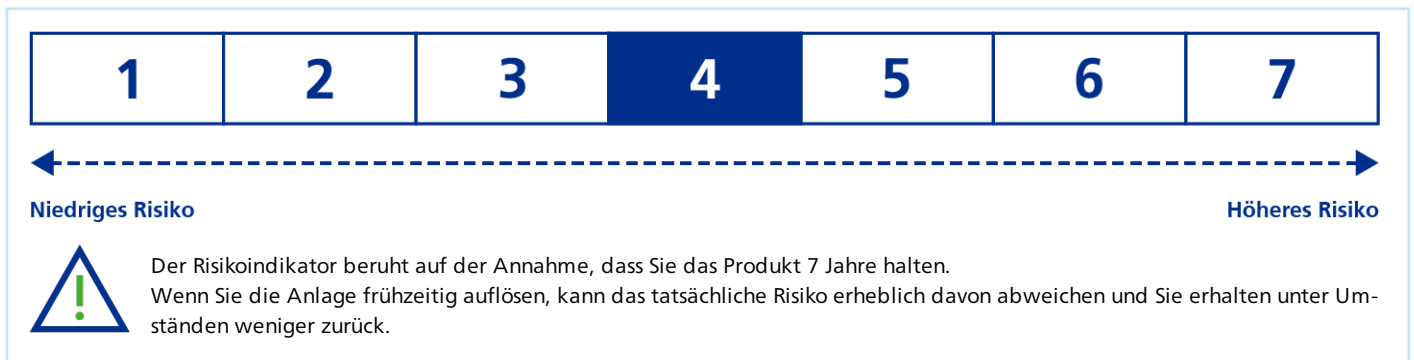 1 2 3 4 5 6 7
Niedriges Risiko Höheres Risiko
Der Risikoindikator beruht auf der Annahme, dass Sie das Produkt 7 Jahre halten.
Wenn Sie die Anlage frühzeitig auflösen, kann das tatsächliche Risiko erheblich davon abweichen und Sie erhalten unter Um-
ständen weniger zurück.